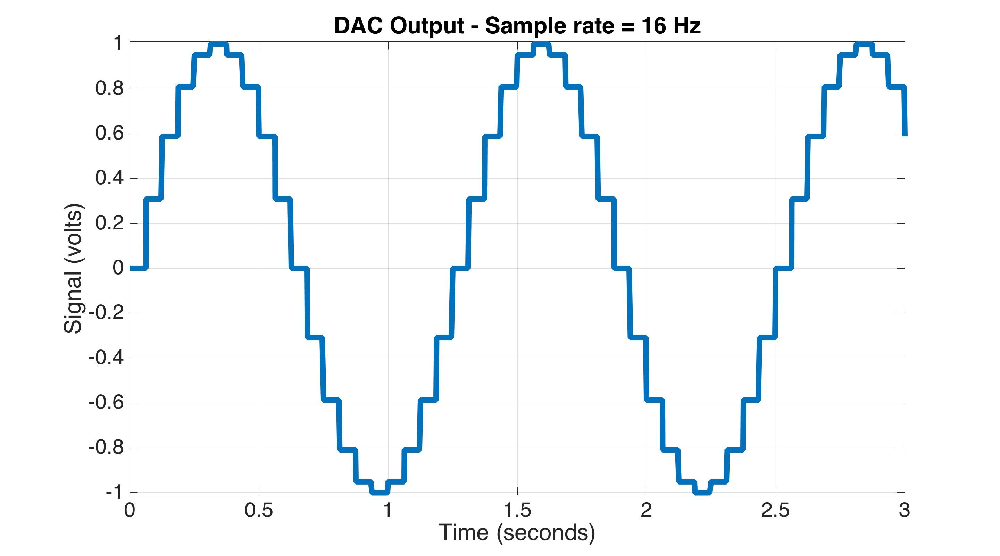 DAC Output - Sample rate = 16 Hz
1
0.8
0.6
0.4
0.2
0
-0.2
-0.4
-0.6
-0.8
-1
Signal (volts)
0 0.5 1 1.5 2 2.5 3
Time (seconds)